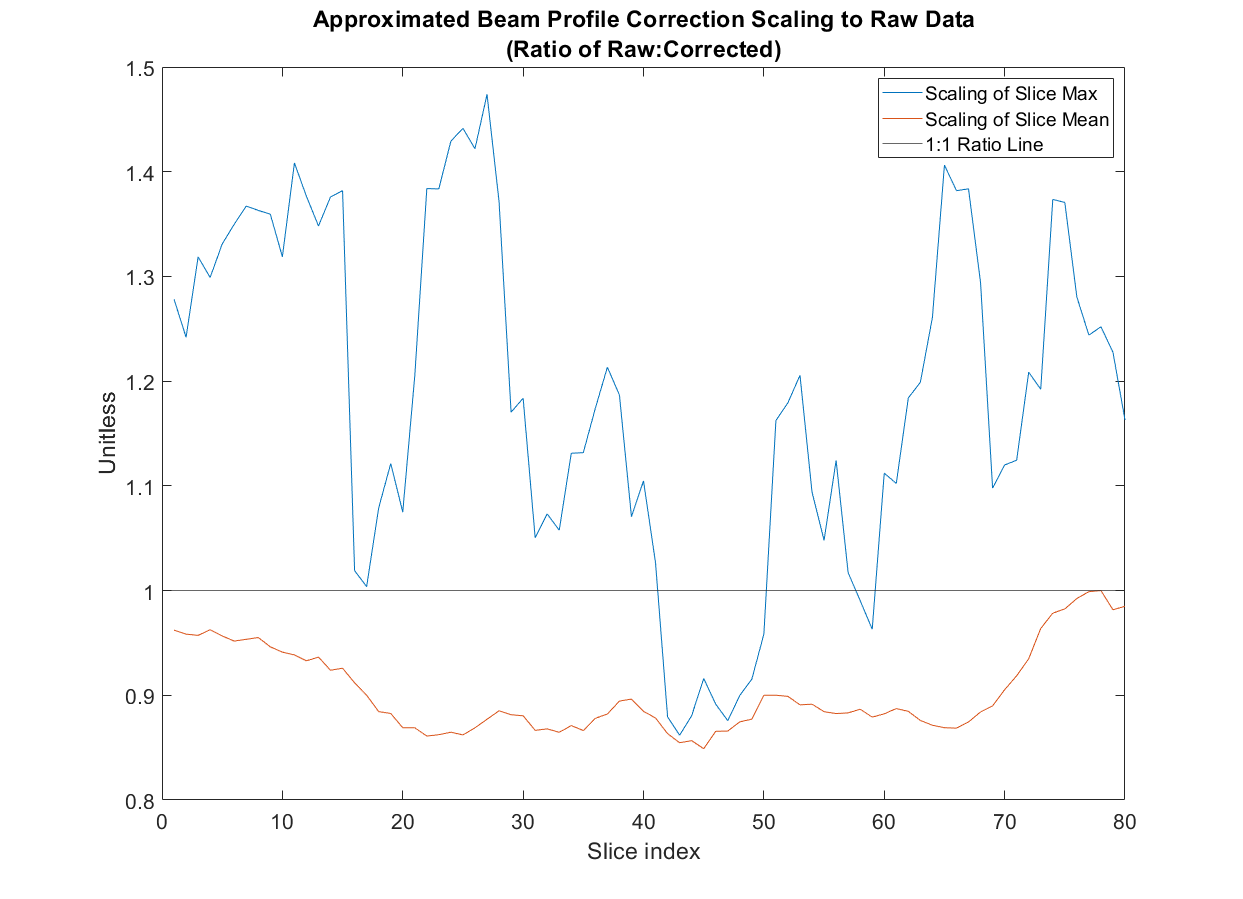 Approximated Beam Profile Correction Scaling to Raw Data
(Ratio of Raw:Corrected)
Scaling of Slice Max
Scaling of Slice Mean
1:1 Ratio Line
1.5
1.4
1.3
1.2
1.1
1
0.9
0.8
Unitless
0 10 20 30 40 50 60 70 80
Slice index